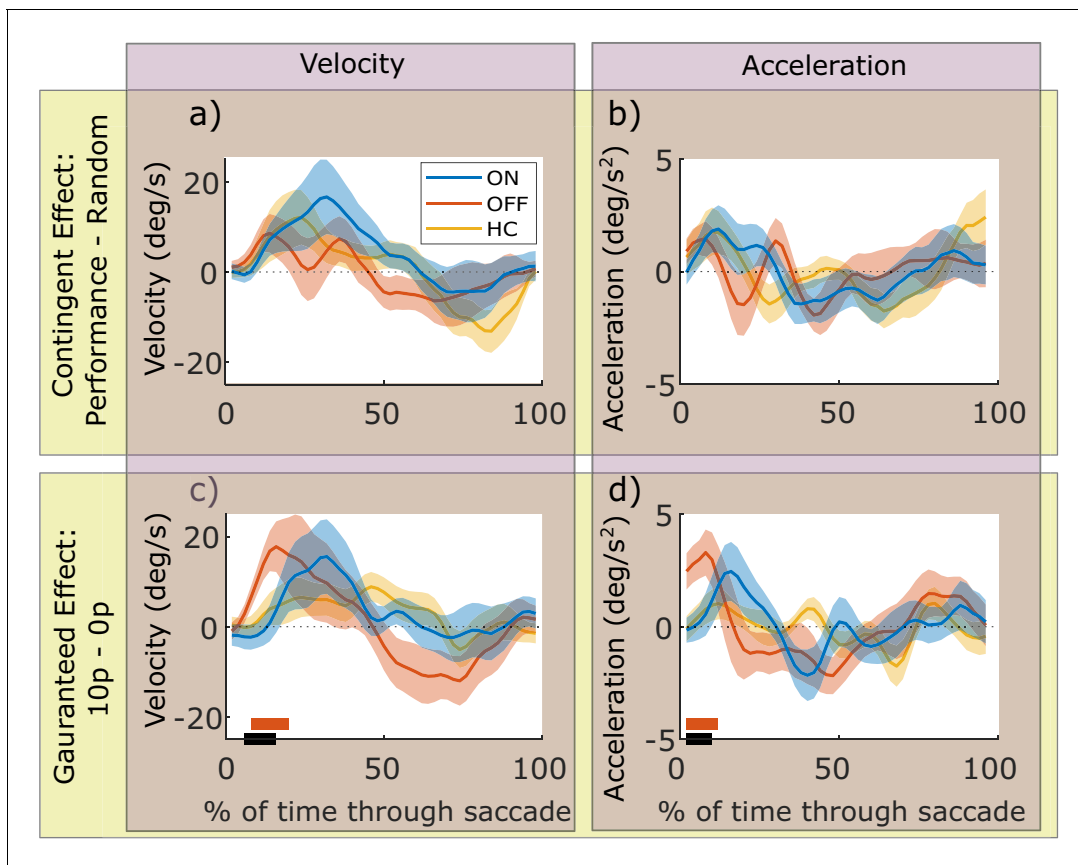 Velocity
Acceleration
Contingent Effect:
Performance - Random
a)
Velocity (deg/s)
20
0
-20
0
50
100
ON
OFF
HC
b)
Acceleration (deg/s²)
5
0
-5
0
50
100
Gauranteed Effect:
10p - 0p
c)
Velocity (deg/s)
20
0
-20
0
50
100
% of time through saccade
d)
Acceleration (deg/s²)
5
0
-5
0
50
100
% of time through saccade